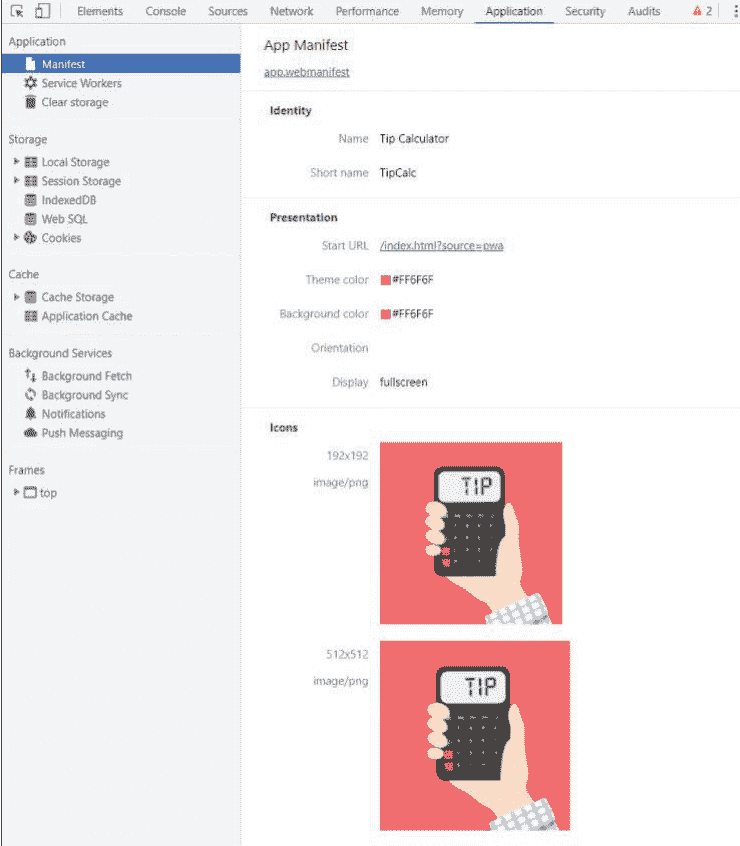 Elements Console Sources Network Performance Memory Application Security Audits 2
Application
Manifest
Service Workers
Clear storage
Storage
Local Storage
Session Storage
IndexedDB
Web SQL
Cookies
Cache
Cache Storage
Application Cache
Background Services
Background Fetch
Background Sync
Notifications
Push Messaging
Frames
top
App Manifest
app.webmanifest
Identity
Name Tip Calculator
Short name TipCalc
Presentation
Start URL /index.html?source=pwa
Theme color #FF6F6F
Background color #FF6F6F
Orientation
Display fullscreen
Icons
192x192
image/png
TIP
512x512
image/png
TIP